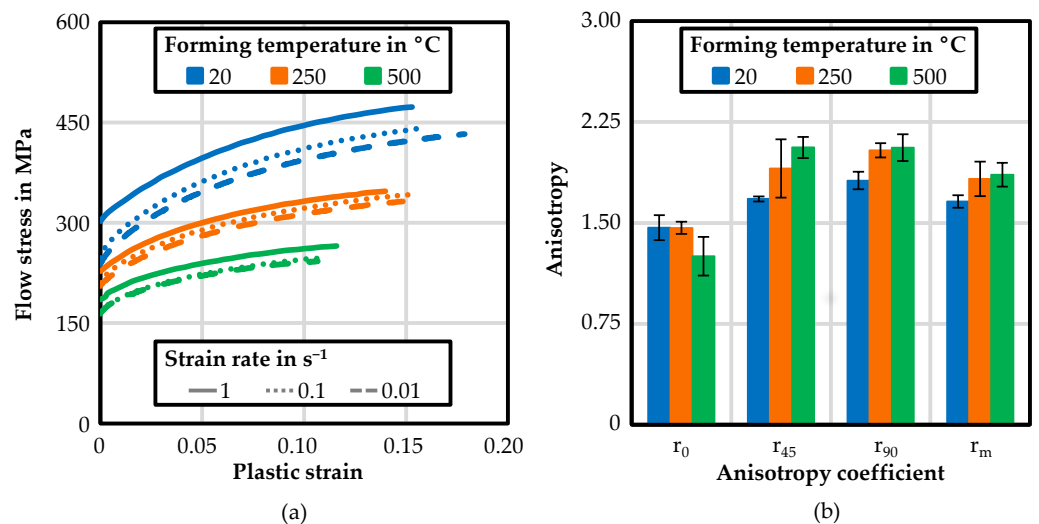 600
450
300
150
0
Flow stress in MPa
Forming temperature in °C
20 250 500
Strain rate in s⁻¹
1 0.1 0.01
0 0.05 0.10 0.15 0.20
Plastic strain
(a)
3.00
2.25
1.50
0.75
0
Anisotropy
Forming temperature in °C
20 250 500
r₀ r₄₅ r₉₀ rₘ
Anisotropy coefficient
(b)